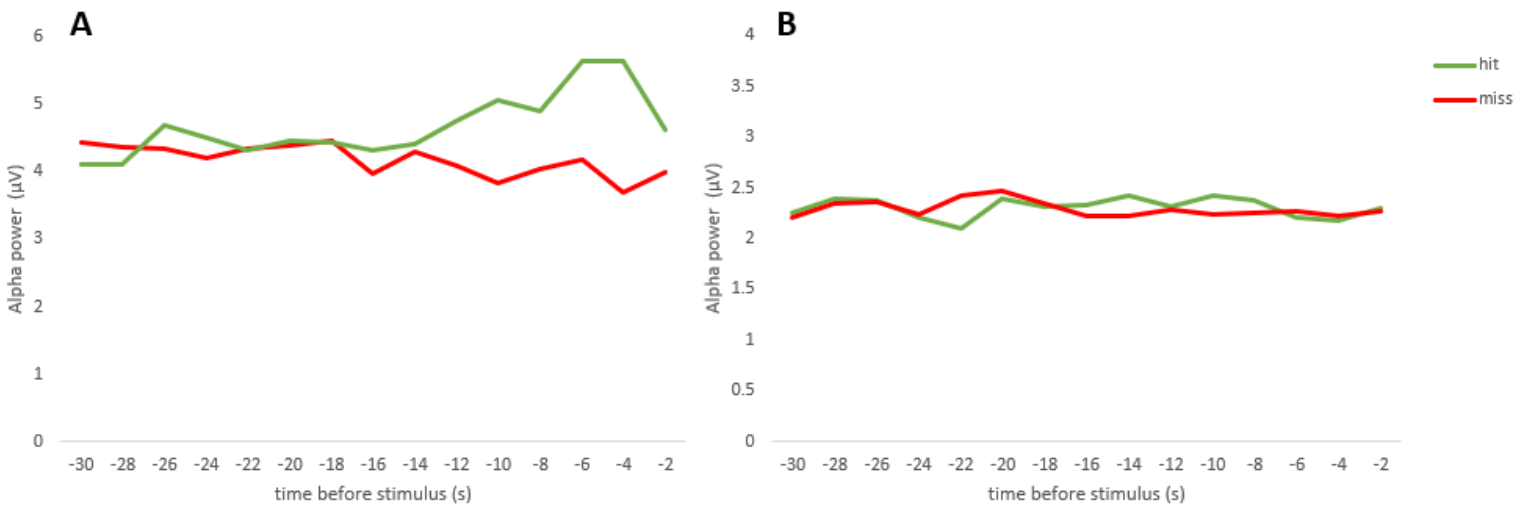 A
6
5
4
3
2
1
0
Alpha power (μV)
-30 -28 -26 -24 -22 -20 -18 -16 -14 -12 -10 -8 -6 -4 -2
time before stimulus (s)
B
4
3.5
3
2.5
2
1.5
1
0.5
0
Alpha power (μV)
-30 -28 -26 -24 -22 -20 -18 -16 -14 -12 -10 -8 -6 -4 -2
time before stimulus (s)
hit
miss